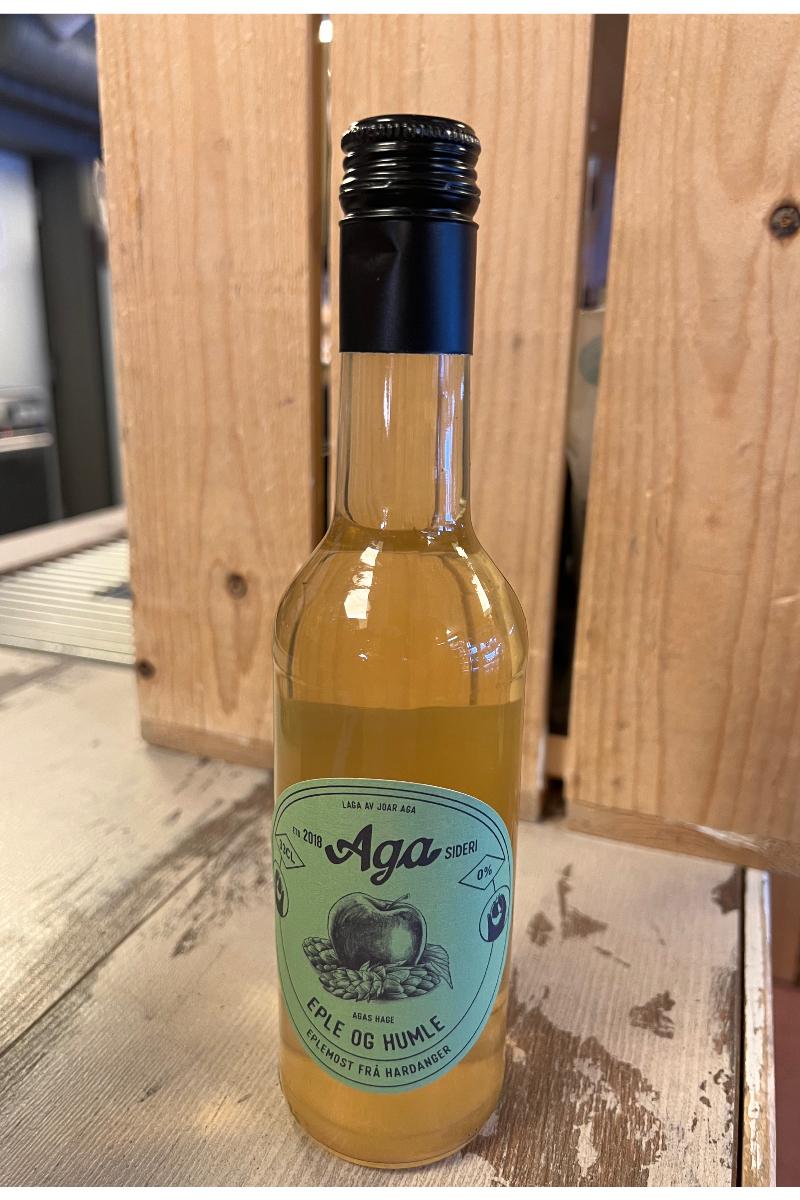 LAGA AV JOAR AGA
ETB 2018 Aga SIDERI
33CL
0%
AGAS HAGE
EPLE OG HUMLE
EPLEMOST FRÅ HARDANGER